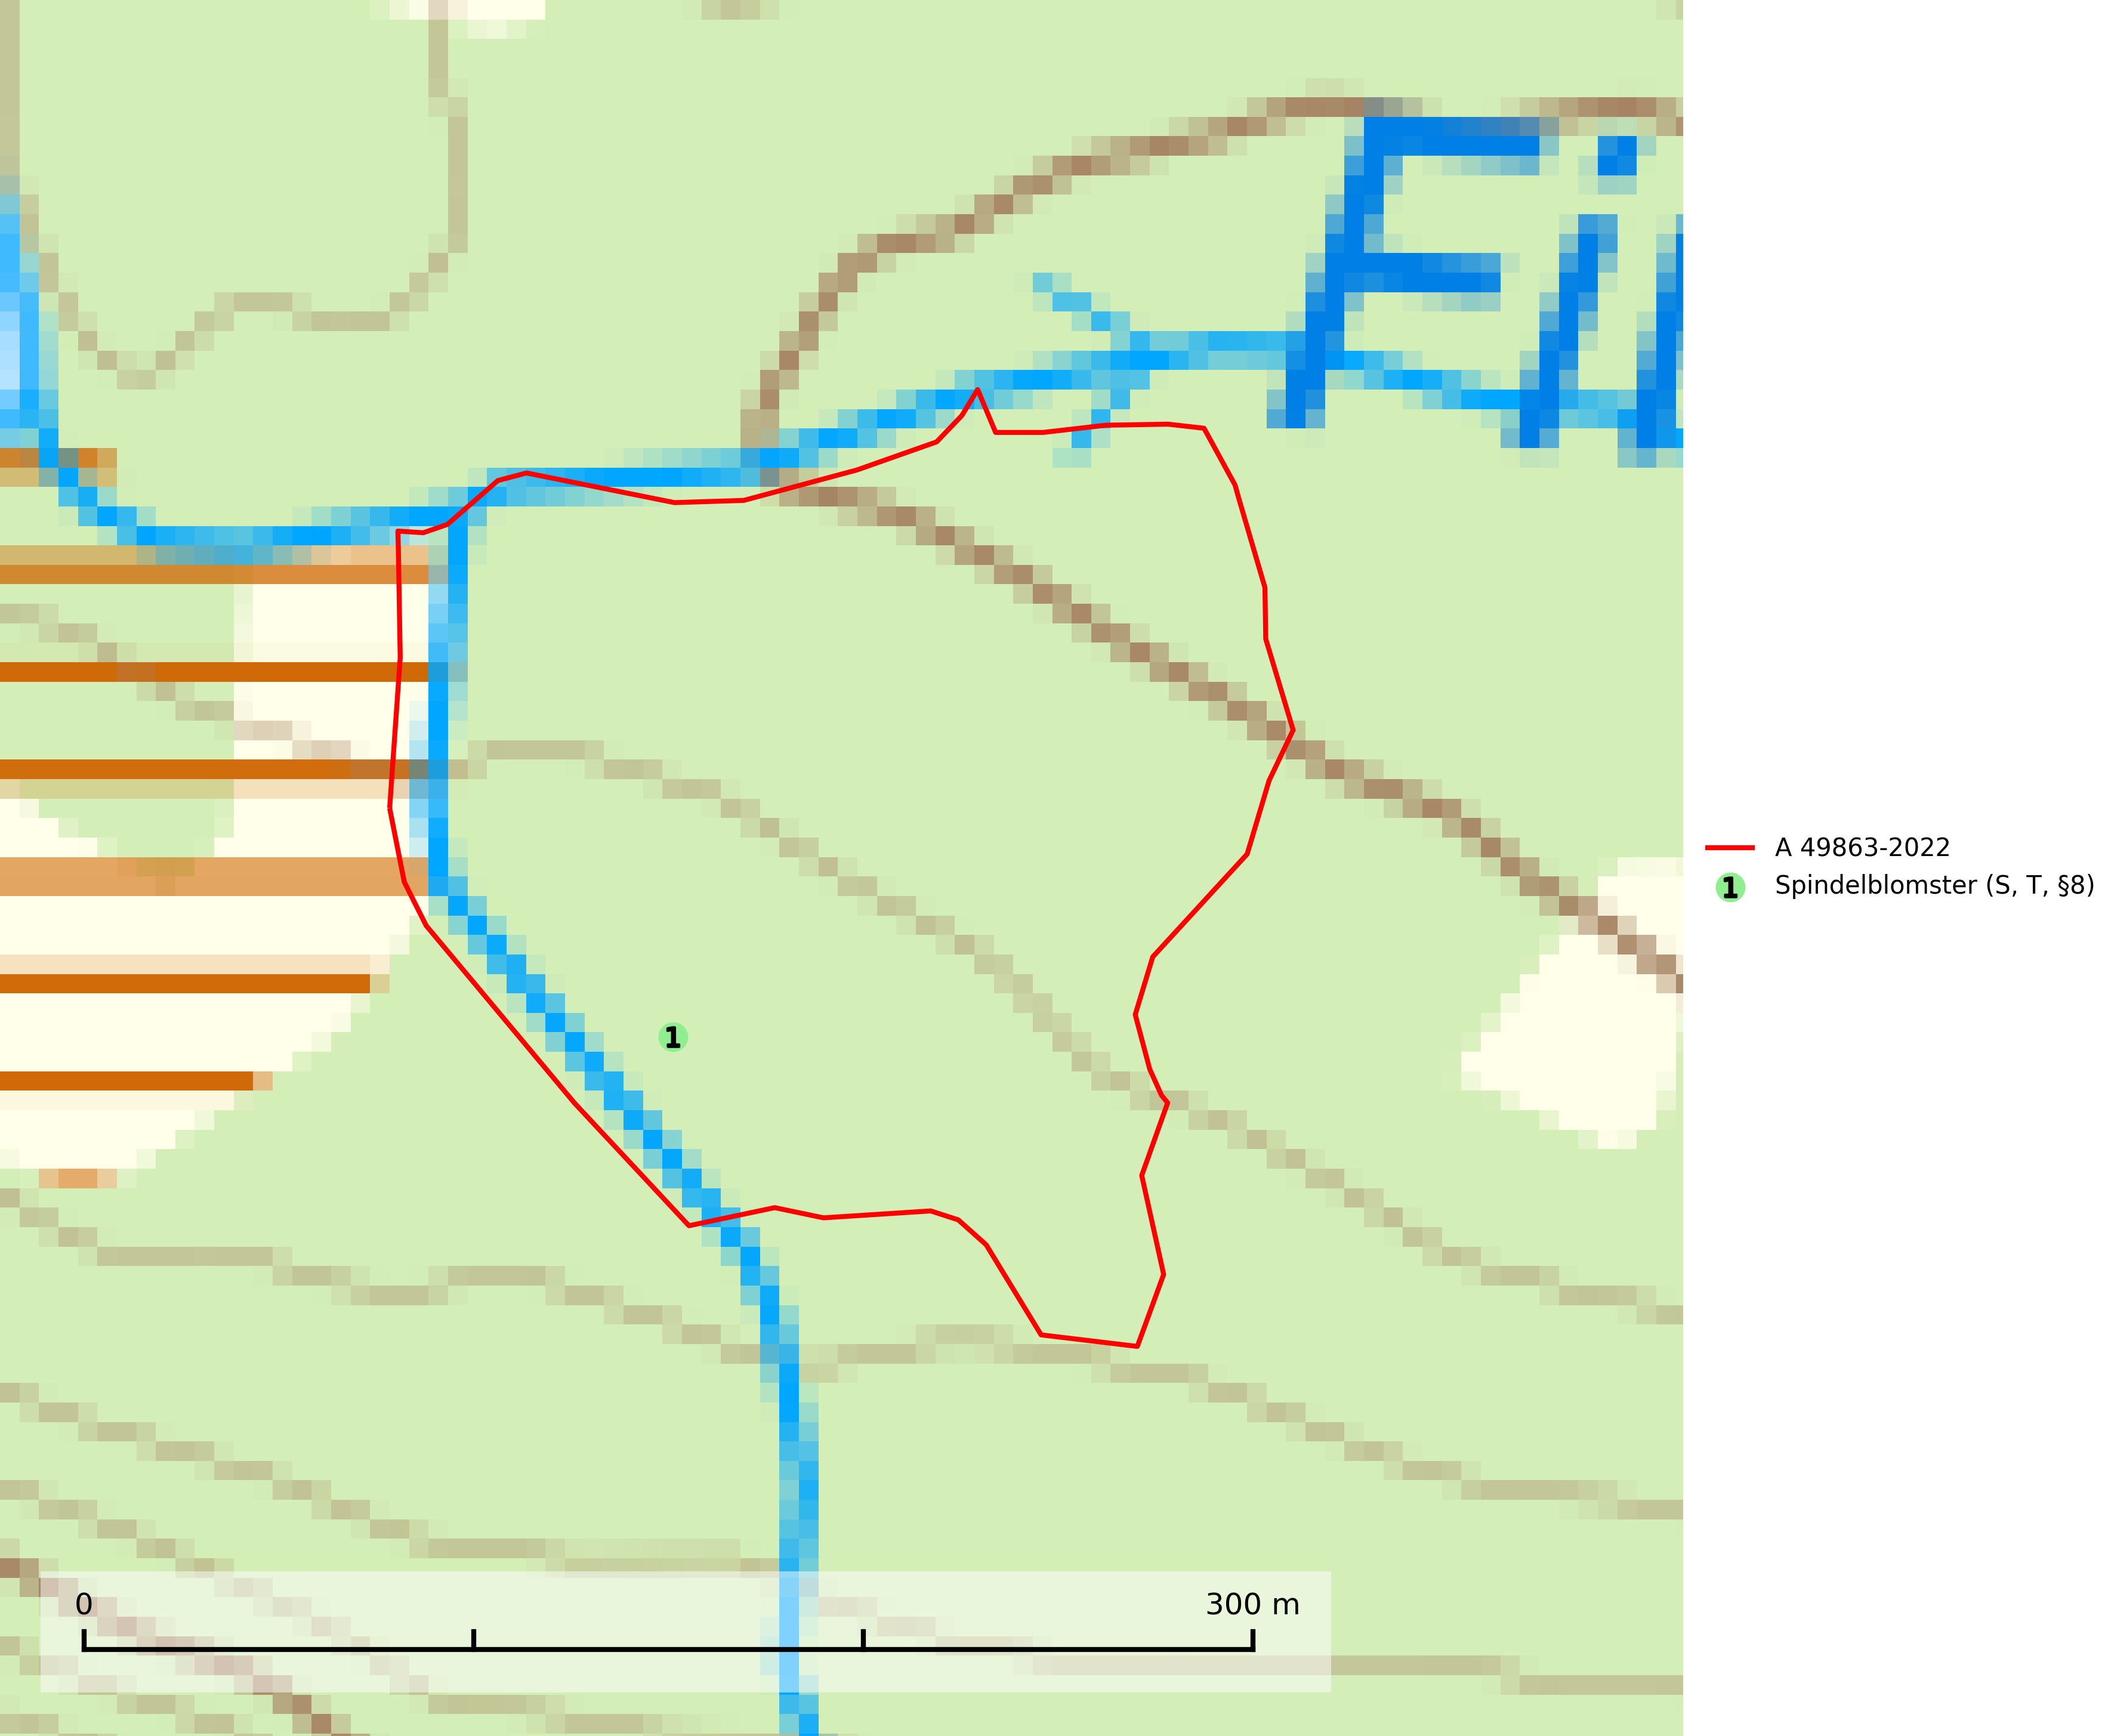 A 49863-2022
1 Spindelblomster (S, T, §8)
1
0 300 m